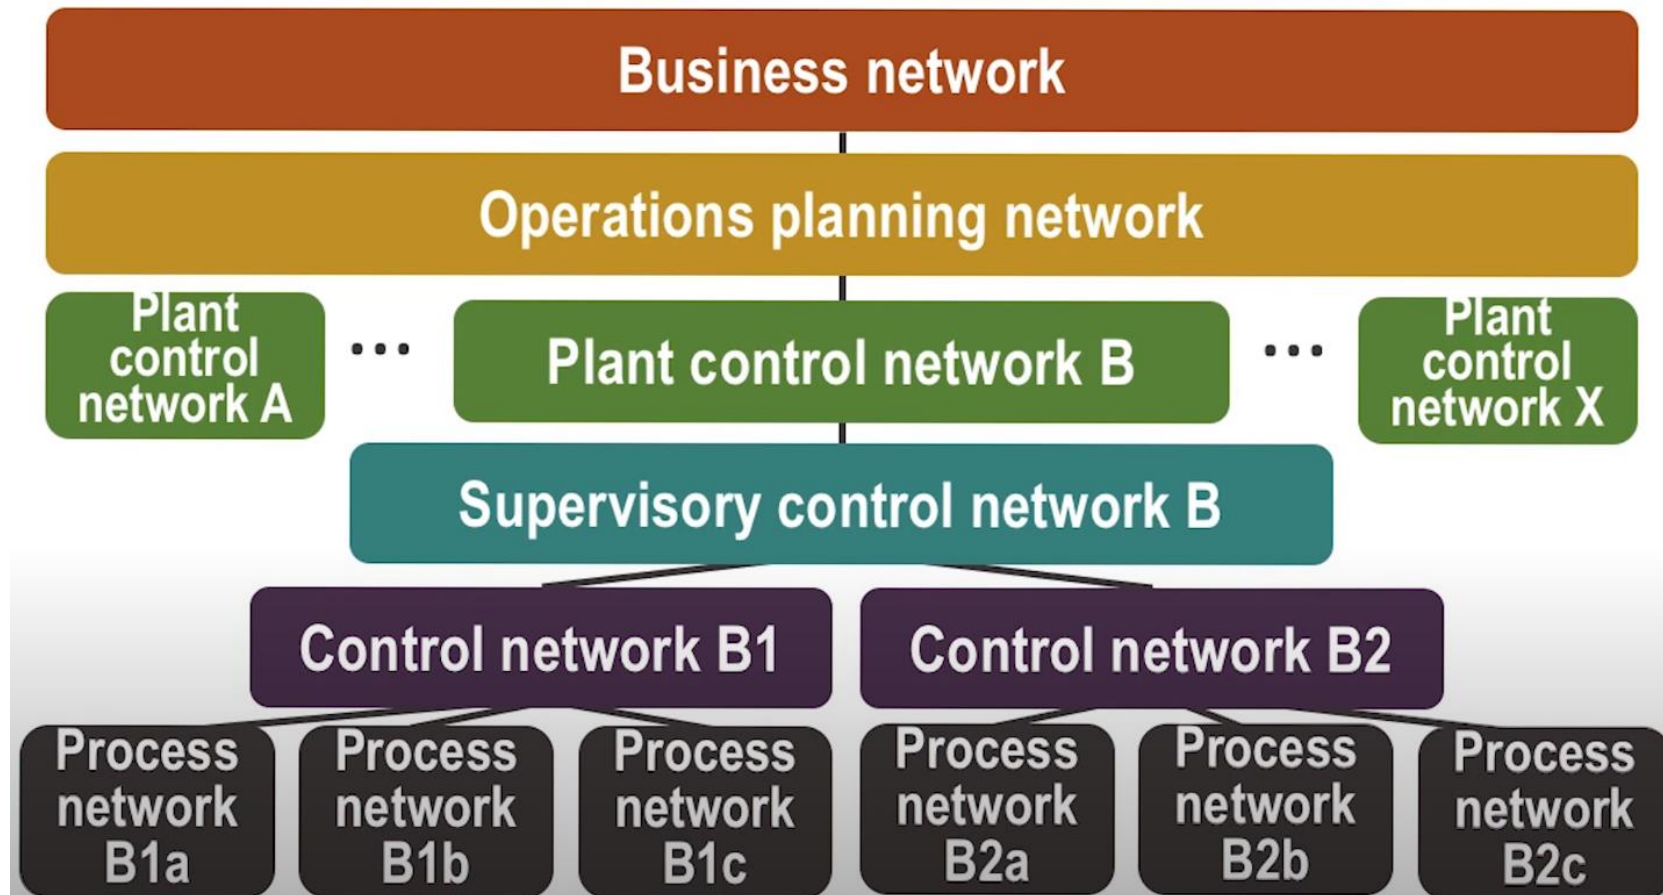 Business network
Operations planning network
Plant
control
network A
...
Plant control network B
...
Plant
control
network X
Supervisory control network B
Control network B1
Control network B2
Process
network
B1a
Process
network
B1b
Process
network
B1c
Process
network
B2a
Process
network
B2b
Process
network
B2c